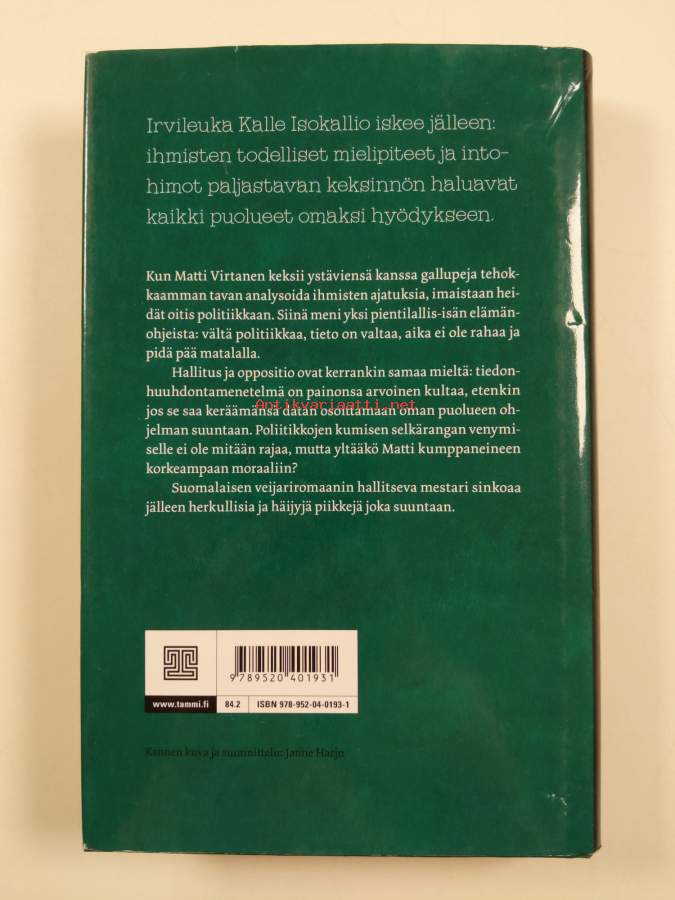 Irvileuka Kalle Isokallio iskee jälleen:
ihmisten todelliset mielipiteet ja into-
himot paljastavan keksinnön haluavat
kaikki puolueet omaksi hyödykseen.
Kun Matti Virtanen keksii ystäviensä kanssa gallupeja tehok-
kaamman tavan analysoida ihmisten ajatuksia, imaistaan hei-
dät oitis politiikkaan. Siinä meni yksi pientilallis-isän elämän-
ohjeista: vältä politiikkaa, tieto on valtaa, aika ei ole rahaa ja
pidä pää matalalla.
Hallitus ja oppositio ovat kerrankin samaa mieltä: tiedon-
huuhdontamenetelmä on painonsa arvoinen kultaa, etenkin
jos se saa keräämänsä datan osoittamaan oman puolueen oh-
jelman suuntaan. Poliitikkojen kumisen selkärangan venymi-
selle ei ole mitään rajaa, mutta yltääkö Matti kumppaneineen
korkeampaan moraaliin?
Suomalaisen veijariromaanin hallitseva mestari sinkoaa
jälleen herkullisia ja häijyjä piikkejä joka suuntaan.
Antikvariaatti.net
9 789520 401931
www.tammi.fi 84.2 ISBN 978-952-04-0193-1
Kannen kuva ja suunnittelu: Janne Harju